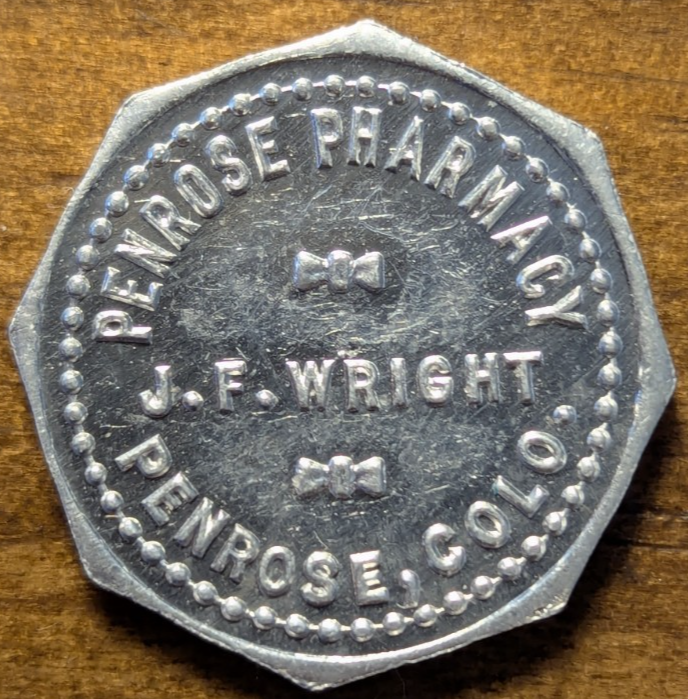 PENROSE PHARMACY
J. F. WRIGHT
PENROSE, COLO.